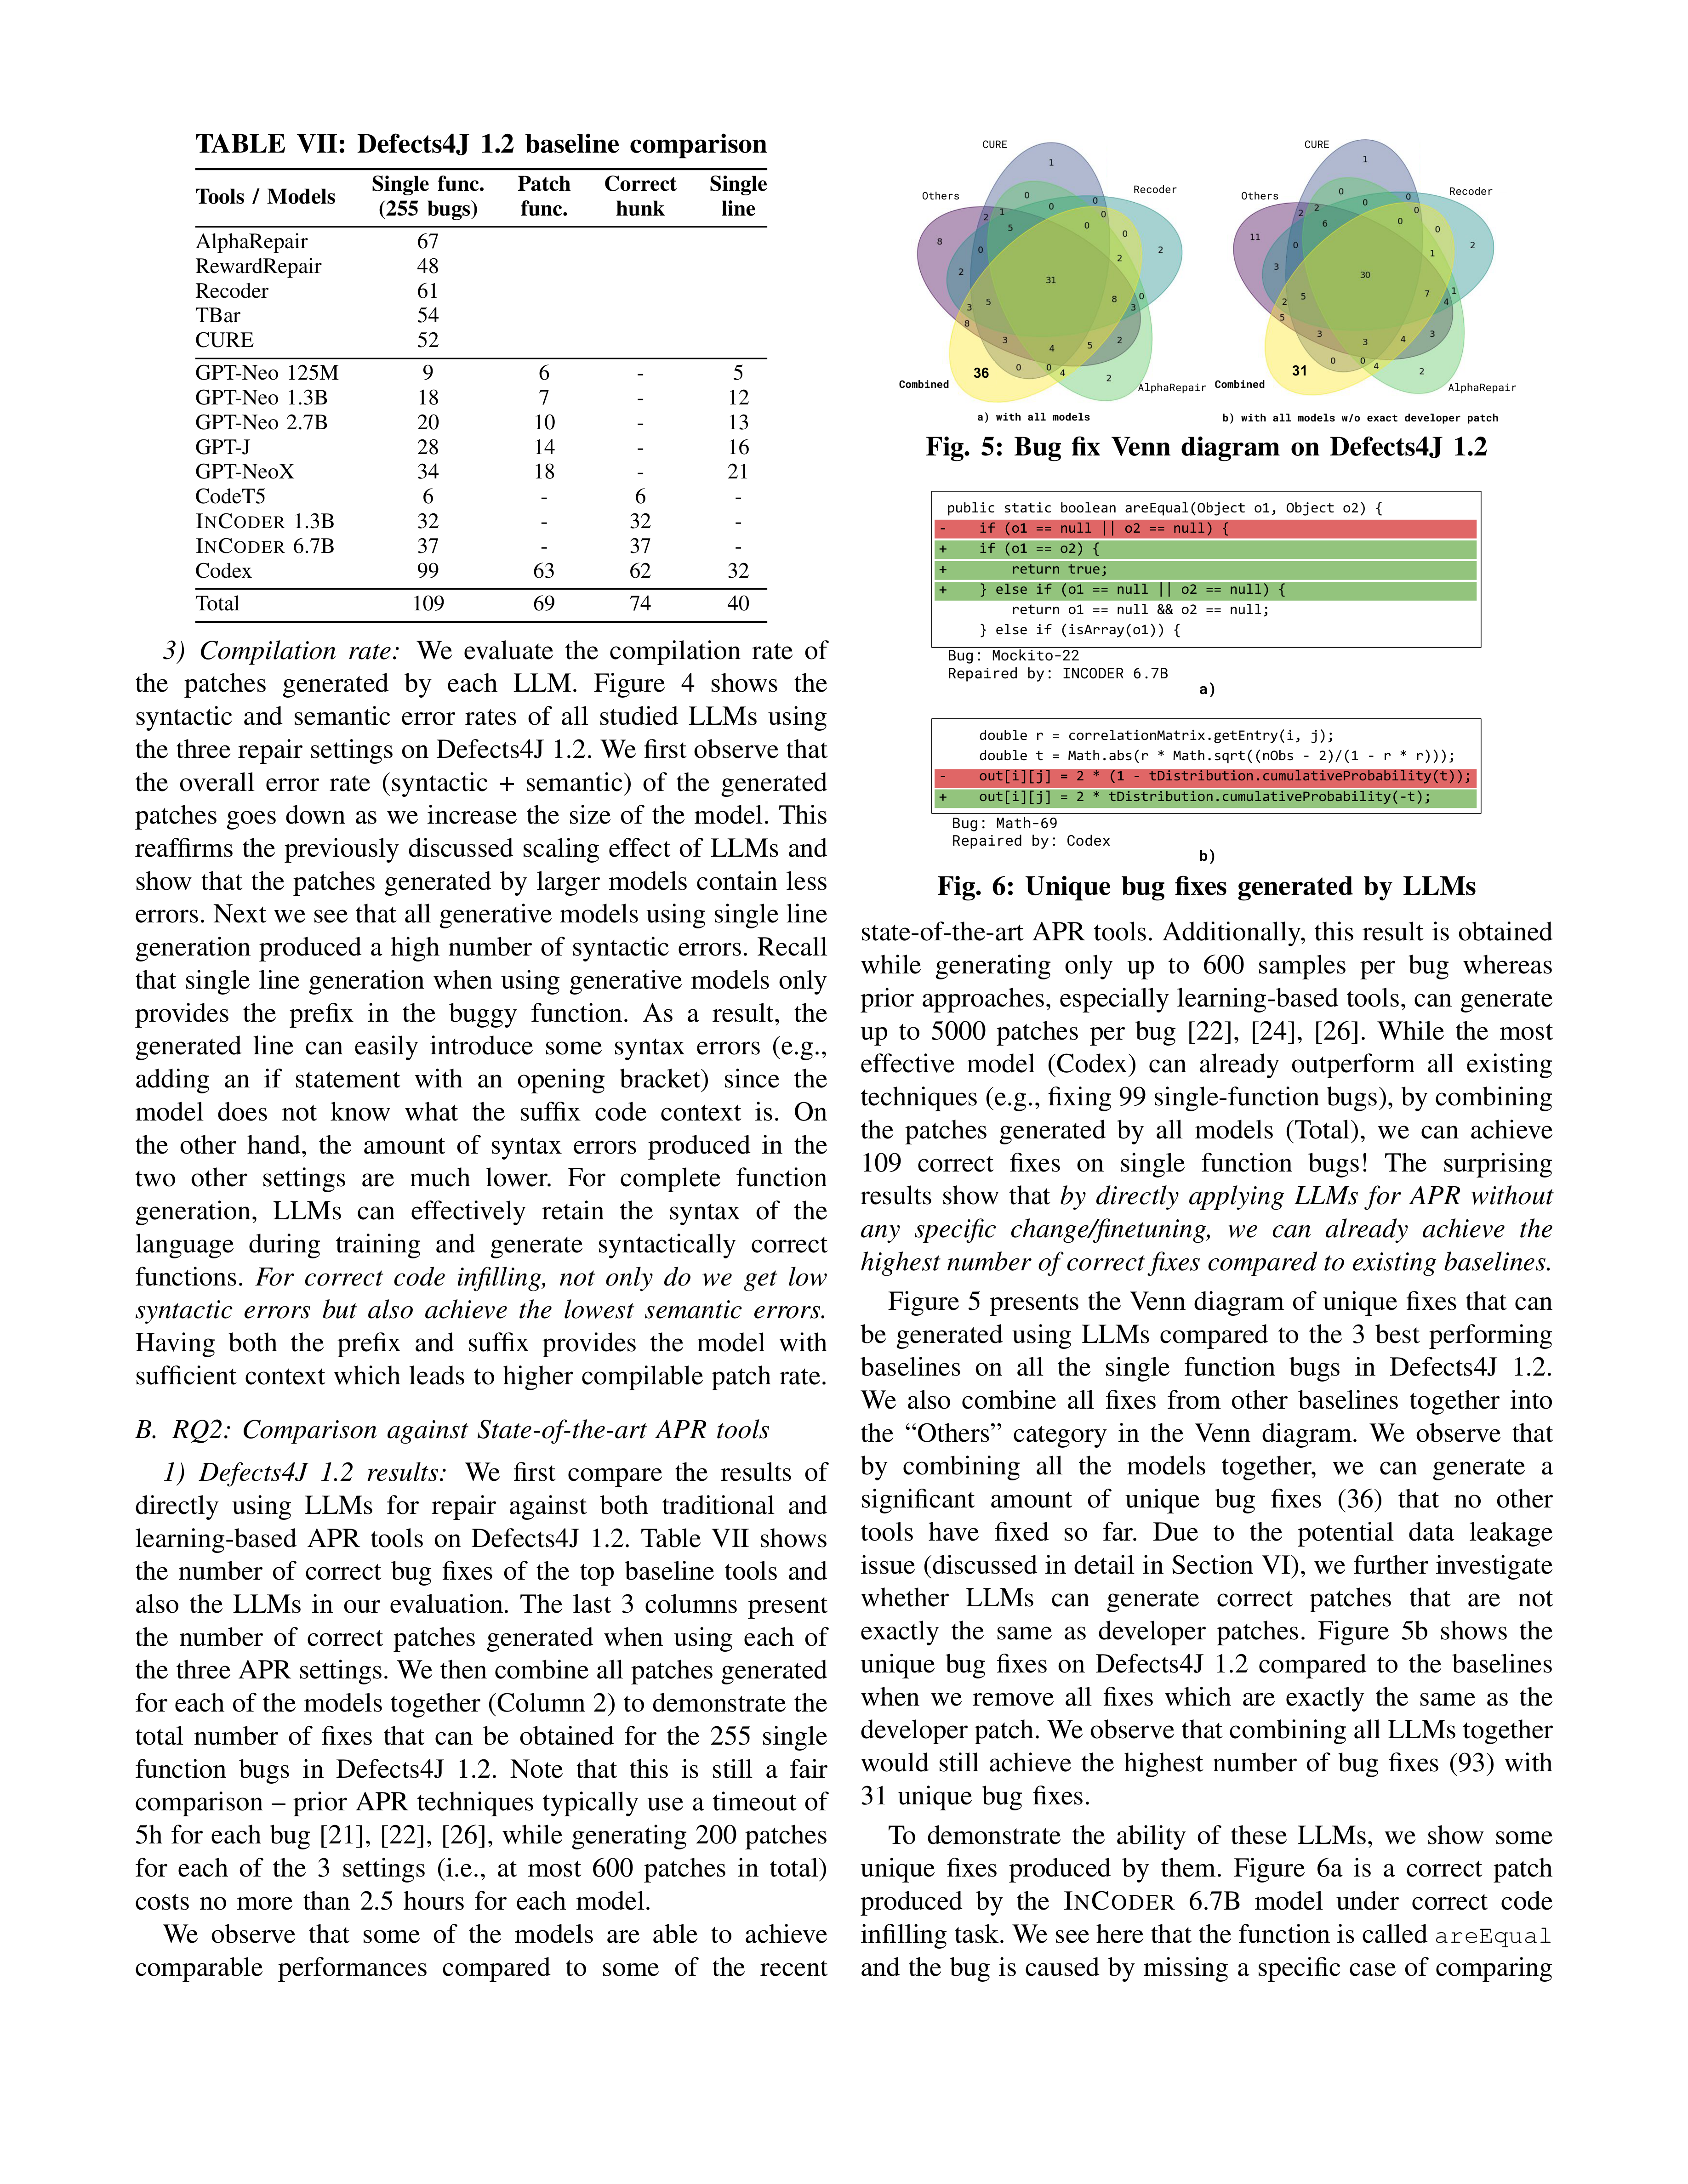 TABLE VII: Defects4J 1.2 baseline comparison
Tools / Models Single func. (255 bugs) Patch func. Correct hunk Single line
AlphaRepair 67
RewardRepair 48
Recoder 61
TBar 54
CURE 52
GPT-Neo 125M 9 6 - 5
GPT-Neo 1.3B 18 7 - 12
GPT-Neo 2.7B 20 10 - 13
GPT-J 28 14 - 16
GPT-NeoX 34 18 - 21
CodeT5 6 - 6 -
INCODER 1.3B 32 - 32 -
INCODER 6.7B 37 - 37 -
Codex 99 63 62 32
Total 109 69 74 40
3) Compilation rate: We evaluate the compilation rate of
the patches generated by each LLM. Figure 4 shows the
syntactic and semantic error rates of all studied LLMs using
the three repair settings on Defects4J 1.2. We first observe that
the overall error rate (syntactic + semantic) of the generated
patches goes down as we increase the size of the model. This
reaffirms the previously discussed scaling effect of LLMs and
show that the patches generated by larger models contain less
errors. Next we see that all generative models using single line
generation produced a high number of syntactic errors. Recall
that single line generation when using generative models only
provides the prefix in the buggy function. As a result, the
generated line can easily introduce some syntax errors (e.g.,
adding an if statement with an opening bracket) since the
model does not know what the suffix code context is. On
the other hand, the amount of syntax errors produced in the
two other settings are much lower. For complete function
generation, LLMs can effectively retain the syntax of the
language during training and generate syntactically correct
functions. For correct code infilling, not only do we get low
syntactic errors but also achieve the lowest semantic errors.
Having both the prefix and suffix provides the model with
sufficient context which leads to higher compilable patch rate.
B. RQ2: Comparison against State-of-the-art APR tools
1) Defects4J 1.2 results: We first compare the results of
directly using LLMs for repair against both traditional and
learning-based APR tools on Defects4J 1.2. Table VII shows
the number of correct bug fixes of the top baseline tools and
also the LLMs in our evaluation. The last 3 columns present
the number of correct patches generated when using each of
the three APR settings. We then combine all patches generated
for each of the models together (Column 2) to demonstrate the
total number of fixes that can be obtained for the 255 single
function bugs in Defects4J 1.2. Note that this is still a fair
comparison – prior APR techniques typically use a timeout of
5h for each bug [21], [22], [26], while generating 200 patches
for each of the 3 settings (i.e., at most 600 patches in total)
costs no more than 2.5 hours for each model.
We observe that some of the models are able to achieve
comparable performances compared to some of the recent
CURE
1
Others
Recoder
0 0
2 1 0 0
5 0 0
8 0 2 2
2 31
3 5 8 3 0
8
3 4 5 2
0 0 4
36 2
Combined AlphaRepair
a) with all models
CURE
1
Others
Recoder
0 0
2 2 0 0
6 0 0
11 0 1 2
3 30
2 5 7 4 1
5
3 3 4 3
0 0 4
31 2
Combined AlphaRepair
b) with all models w/o exact developer patch
Fig. 5: Bug fix Venn diagram on Defects4J 1.2
public static boolean areEqual(Object o1, Object o2) {
- if (o1 == null || o2 == null) {
+ if (o1 == o2) {
+ return true;
+ } else if (o1 == null || o2 == null) {
return o1 == null && o2 == null;
} else if (isArray(o1)) {
Bug: Mockito-22
Repaired by: INCODER 6.7B
a)
double r = correlationMatrix.getEntry(i, j);
double t = Math.abs(r * Math.sqrt((nObs - 2)/(1 - r * r)));
- out[i][j] = 2 * (1 - tDistribution.cumulativeProbability(t));
+ out[i][j] = 2 * tDistribution.cumulativeProbability(-t);
Bug: Math-69
Repaired by: Codex
b)
Fig. 6: Unique bug fixes generated by LLMs
state-of-the-art APR tools. Additionally, this result is obtained
while generating only up to 600 samples per bug whereas
prior approaches, especially learning-based tools, can generate
up to 5000 patches per bug [22], [24], [26]. While the most
effective model (Codex) can already outperform all existing
techniques (e.g., fixing 99 single-function bugs), by combining
the patches generated by all models (Total), we can achieve
109 correct fixes on single function bugs! The surprising
results show that by directly applying LLMs for APR without
any specific change/finetuning, we can already achieve the
highest number of correct fixes compared to existing baselines.
Figure 5 presents the Venn diagram of unique fixes that can
be generated using LLMs compared to the 3 best performing
baselines on all the single function bugs in Defects4J 1.2.
We also combine all fixes from other baselines together into
the “Others” category in the Venn diagram. We observe that
by combining all the models together, we can generate a
significant amount of unique bug fixes (36) that no other
tools have fixed so far. Due to the potential data leakage
issue (discussed in detail in Section VI), we further investigate
whether LLMs can generate correct patches that are not
exactly the same as developer patches. Figure 5b shows the
unique bug fixes on Defects4J 1.2 compared to the baselines
when we remove all fixes which are exactly the same as the
developer patch. We observe that combining all LLMs together
would still achieve the highest number of bug fixes (93) with
31 unique bug fixes.
To demonstrate the ability of these LLMs, we show some
unique fixes produced by them. Figure 6a is a correct patch
produced by the INCODER 6.7B model under correct code
infilling task. We see here that the function is called areEqual
and the bug is caused by missing a specific case of comparing